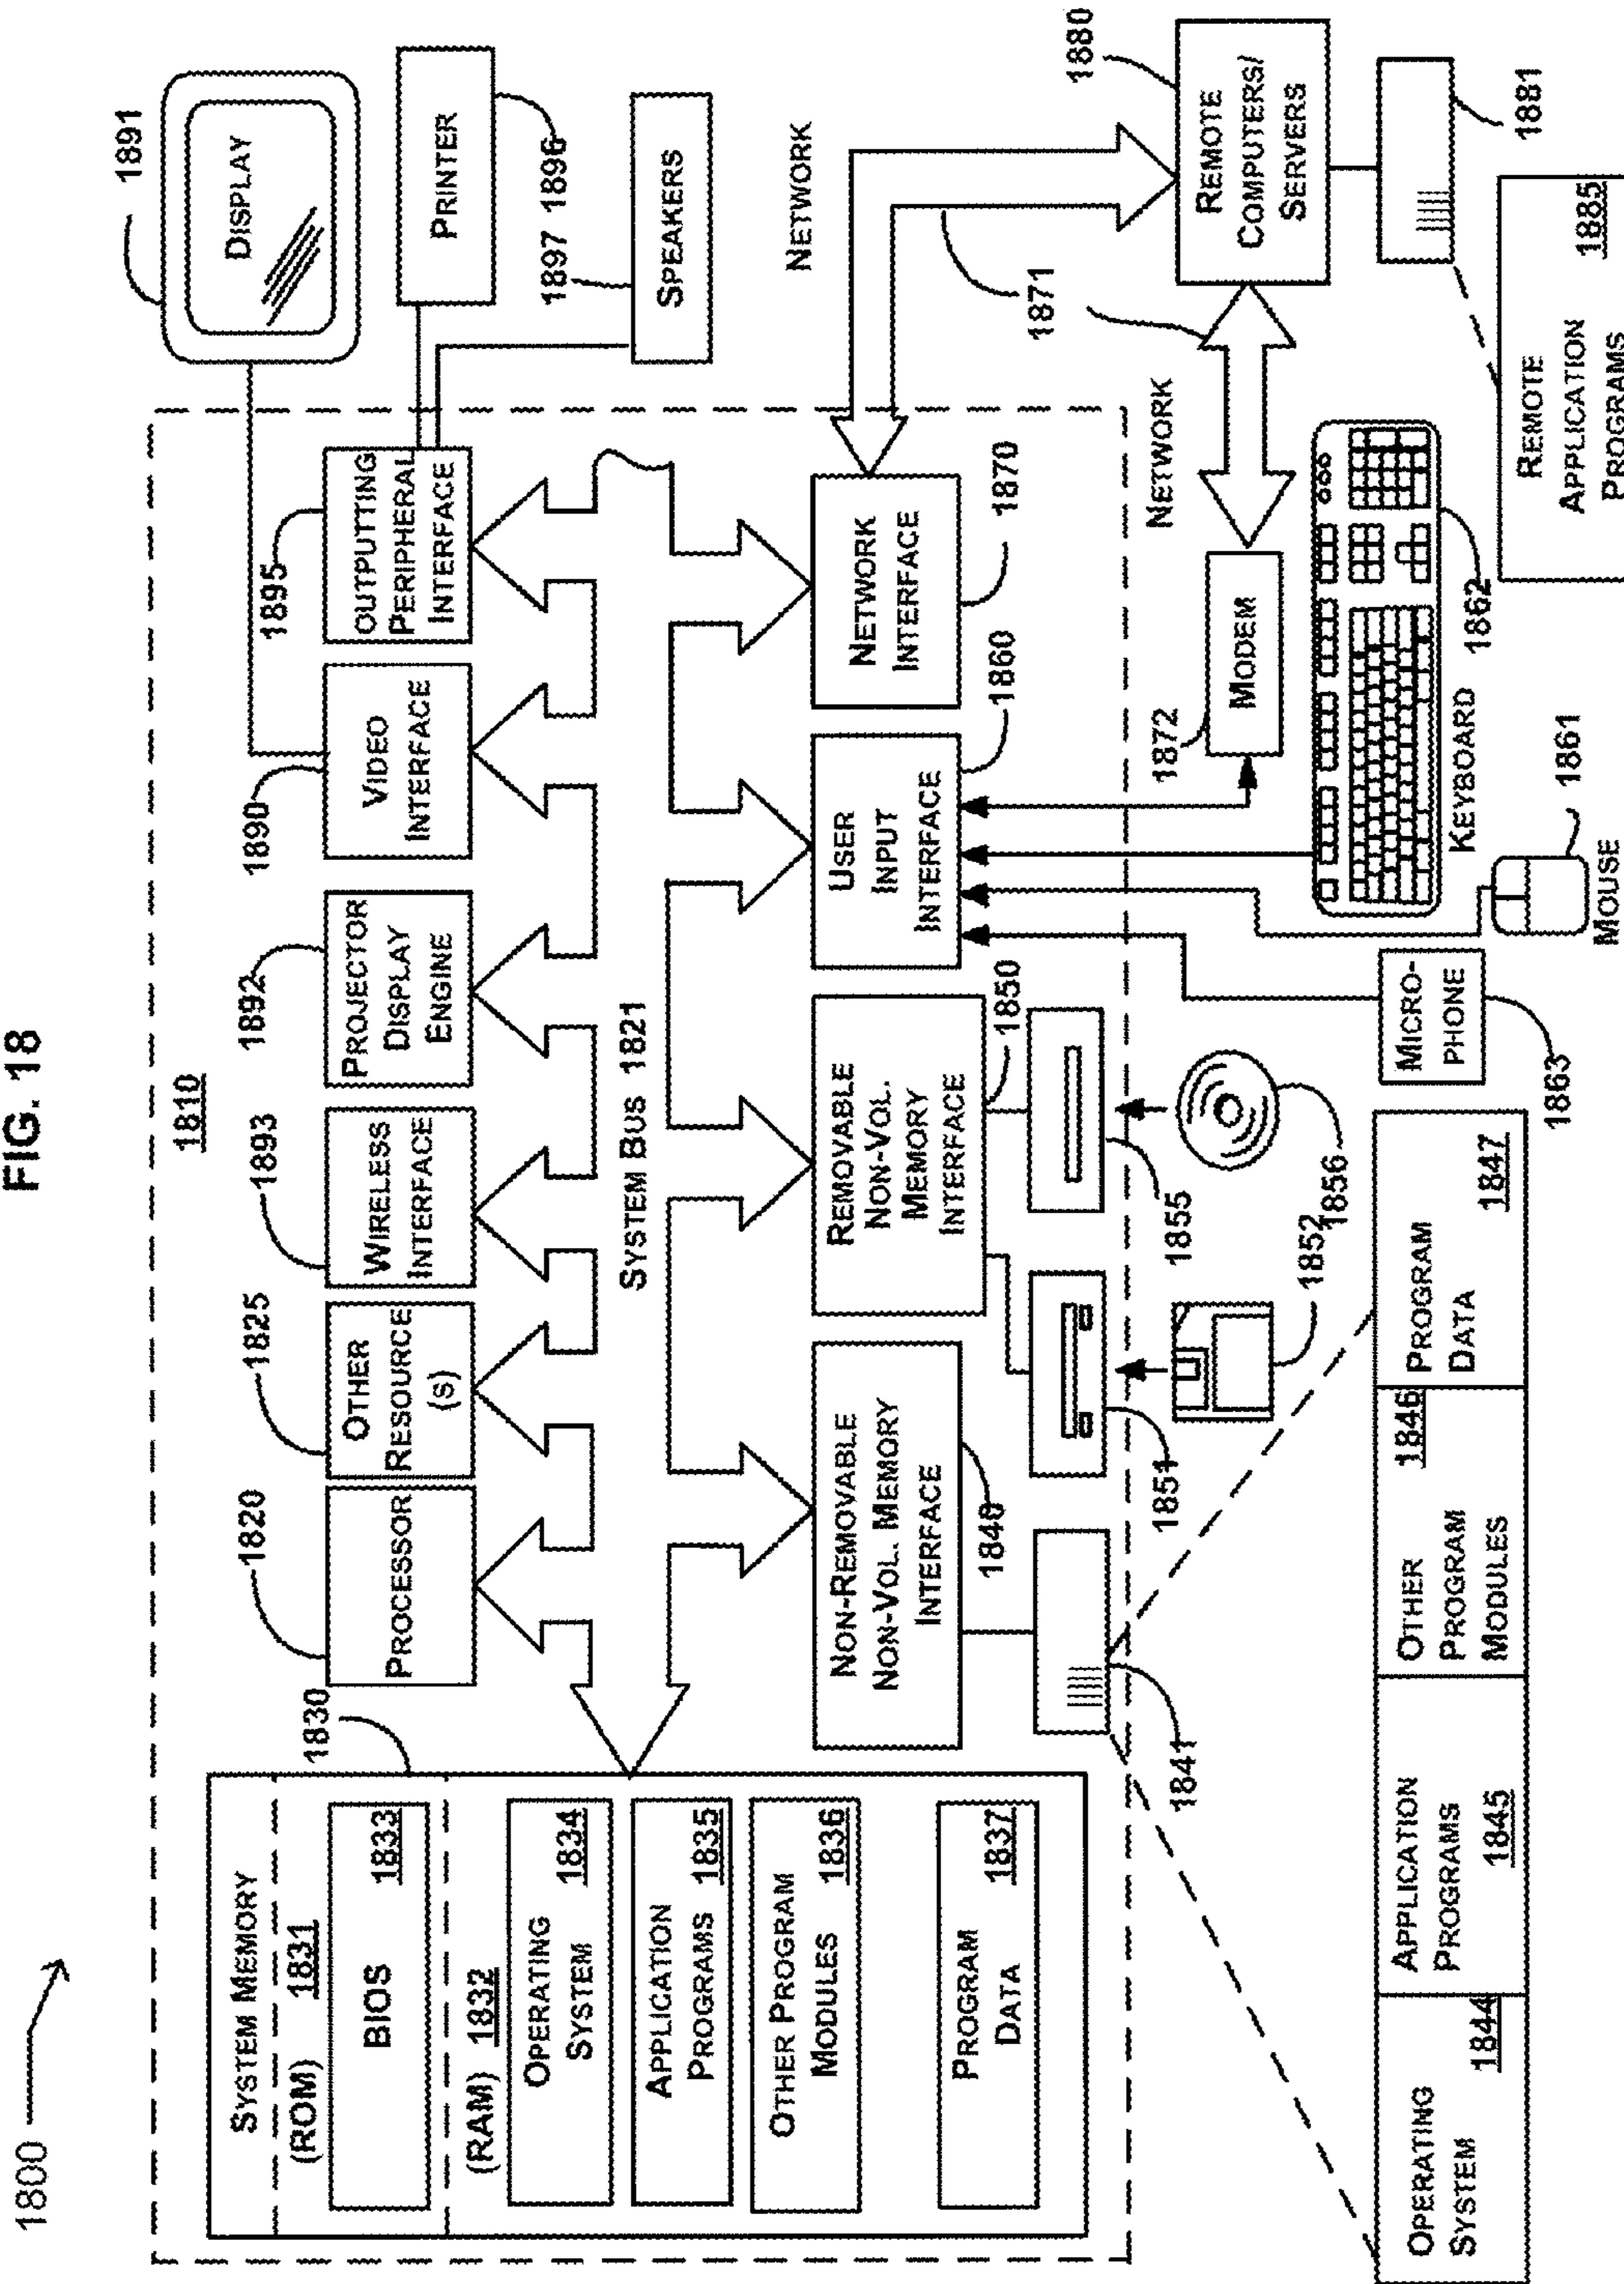 FIG. 18
1800
1810
SYSTEM MEMORY
(ROM) 1831
BIOS 1833
(RAM) 1832
OPERATING
SYSTEM 1834
APPLICATION
PROGRAMS 1835
OTHER PROGRAM
MODULES 1836
PROGRAM
DATA 1837
1830
1820
PROCESSOR
1825
OTHER
RESOURCE
(S)
1893
WIRELESS
INTERFACE
1892
PROJECTOR
DISPLAY
ENGINE
1890
VIDEO
INTERFACE
1895
OUTPUTTING
PERIPHERAL
INTERFACE
1891
DISPLAY
PRINTER
1896
1897
SPEAKERS
SYSTEM BUS 1821
NON-REMOVABLE
NON-VOL. MEMORY
INTERFACE
1840
REMOVABLE
NON-VOL.
MEMORY
INTERFACE
1850
USER
INPUT
INTERFACE
1860
NETWORK
INTERFACE
1870
NETWORK
1871
NETWORK
1880
REMOTE
COMPUTERS/
SERVERS
1881
1841
1851
1855
1852
1856
1872
MODEM
MICRO-
PHONE
1863
KEYBOARD
1862
1861
MOUSE
OPERATING
SYSTEM 1844
APPLICATION
PROGRAMS
1845
OTHER 1846
PROGRAM
MODULES
PROGRAM
DATA 1847
REMOTE 1885
APPLICATION
PROGRAMS